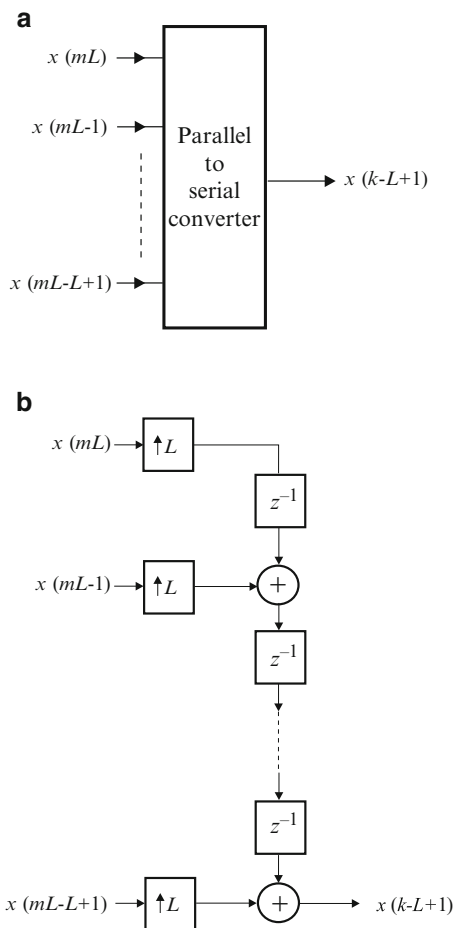 a
x (mL)
x (mL-1)
Parallel
to
serial
converter
x (k-L+1)
x (mL-L+1)
b
x (mL)
↑L
z⁻¹
x (mL-1)
↑L
+
z⁻¹
z⁻¹
x (mL-L+1)
↑L
+
x (k-L+1)